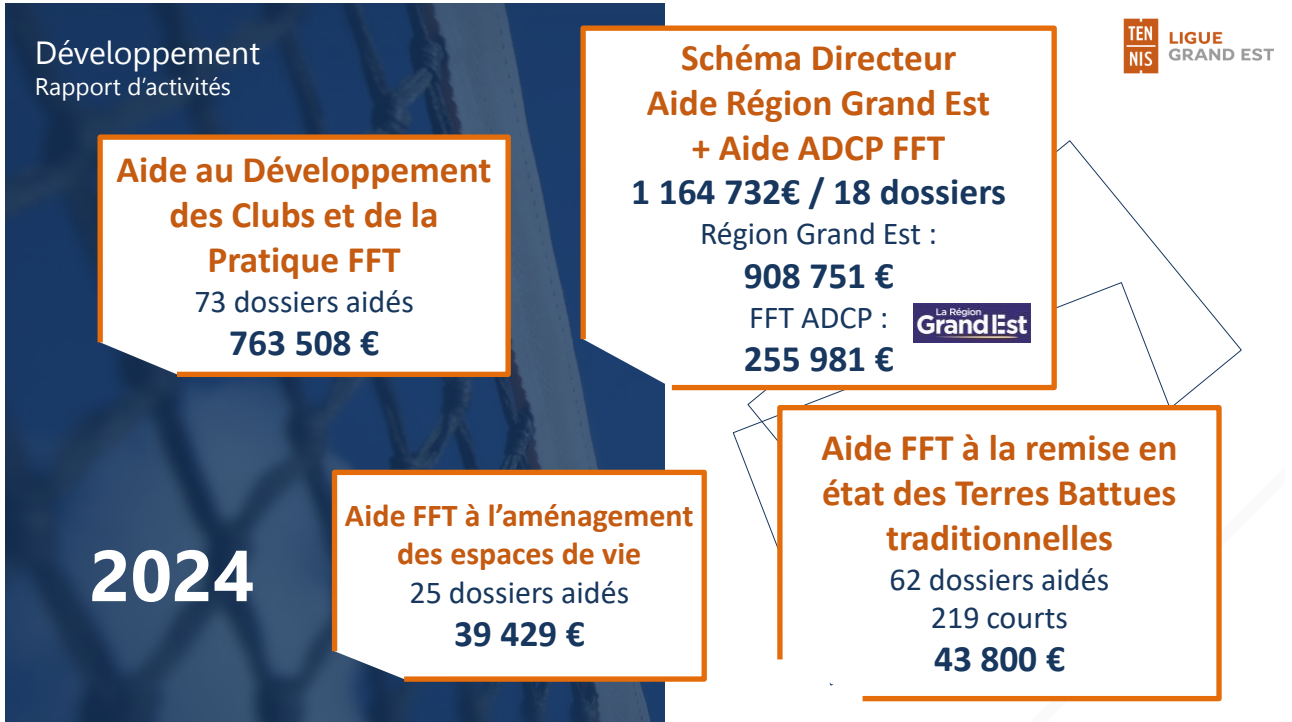 Développement
Rapport d'activités
TEN
NIS
LIGUE
GRAND EST
Aide au Développement
des Clubs et de la
Pratique FFT
73 dossiers aidés
763 508 €
Schéma Directeur
Aide Région Grand Est
+ Aide ADCP FFT
1 164 732€ / 18 dossiers
Région Grand Est :
908 751 €
FFT ADCP :
255 981 €
La Région
Grand Est
Aide FFT à l’aménagement
des espaces de vie
25 dossiers aidés
39 429 €
Aide FFT à la remise en
état des Terres Battues
traditionnelles
62 dossiers aidés
219 courts
43 800 €
2024